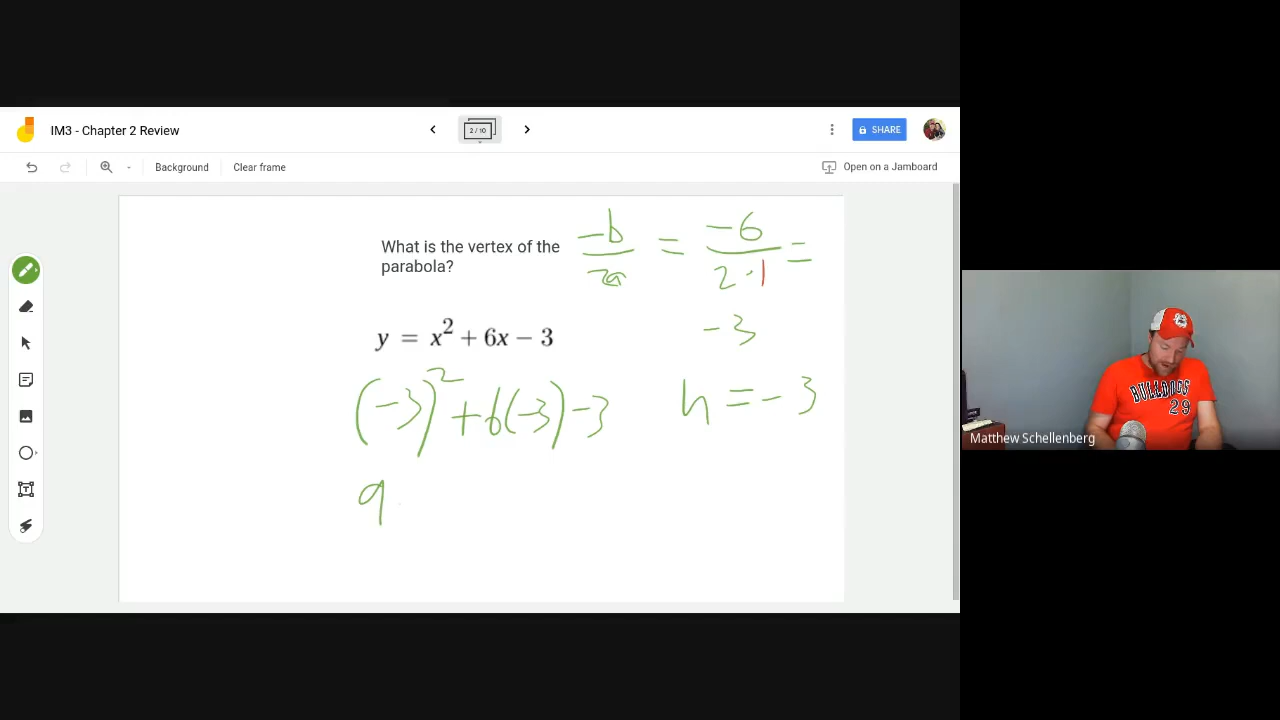 IM3 - Chapter 2 Review
2 / 10
SHARE
Background
Clear frame
Open on a Jamboard
What is the vertex of the
parabola?
-b/2a = -6/2·1 =
-3
y = x² + 6x − 3
(-3)² + 6(-3) - 3
h = -3
9
BULLDOGS
29
Matthew Schellenberg